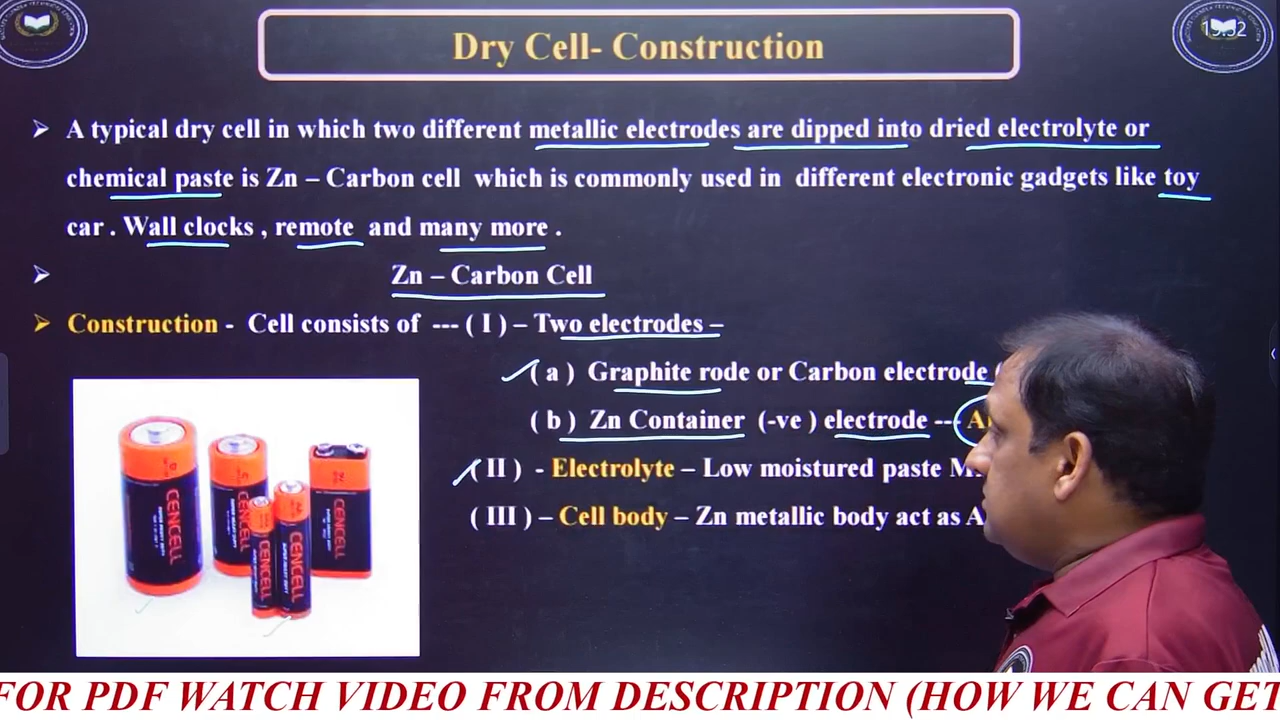 Dry Cell- Construction
15:52
➢ A typical dry cell in which two different metallic electrodes are dipped into dried electrolyte or
chemical paste is Zn – Carbon cell which is commonly used in different electronic gadgets like toy
car . Wall clocks , remote and many more .
➢ Zn – Carbon Cell
➢ Construction - Cell consists of --- ( I ) – Two electrodes –
( a ) Graphite rode or Carbon electrode (
( b ) Zn Container (-ve ) electrode ---
( II ) - Electrolyte – Low moistured paste
( III ) – Cell body – Zn metallic body act as
CENCELL
CENCELL
CENCELL
CENCELL
CENCELL
FOR PDF WATCH VIDEO FROM DESCRIPTION (HOW WE CAN GET